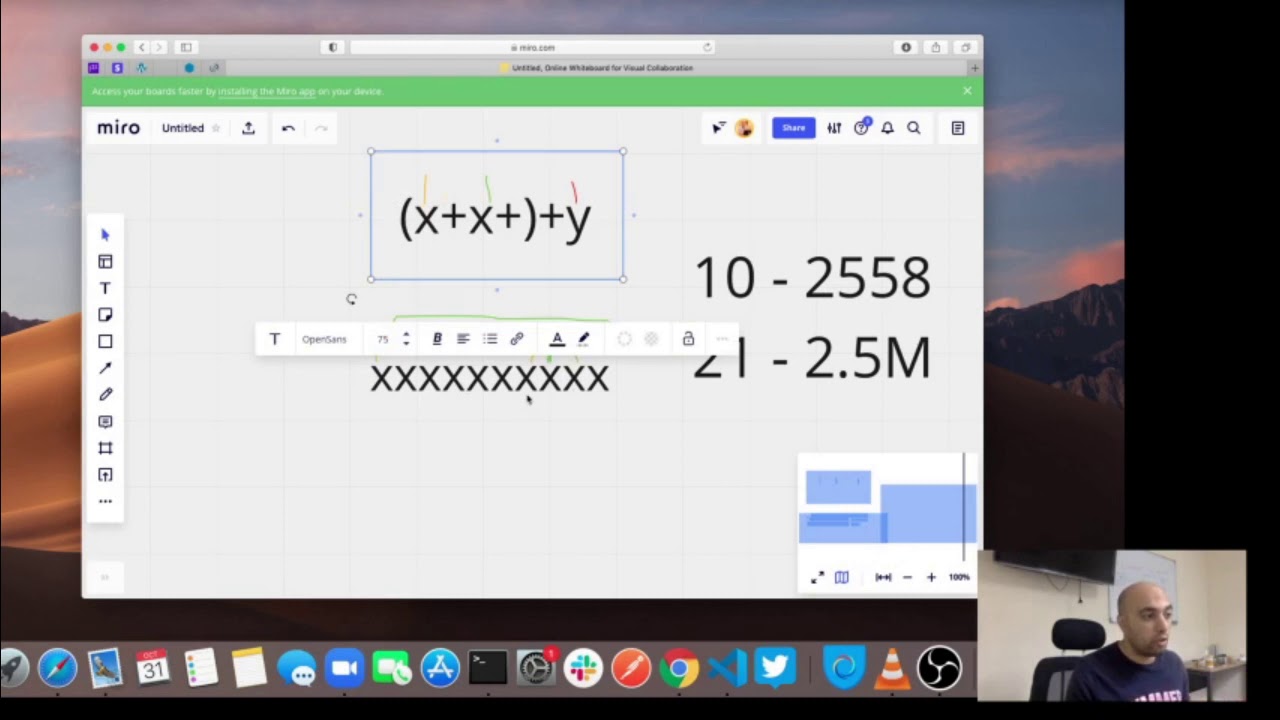 miro.com
Untitled, Online Whiteboard for Visual Collaboration
Access your boards faster by installing the Miro app on your device.
miro
Untitled
Share
(x+x+)+y
10 - 2558
OpenSans
75
B
A
21 - 2.5M
xxxxxxxxxx
100%
OCT
31